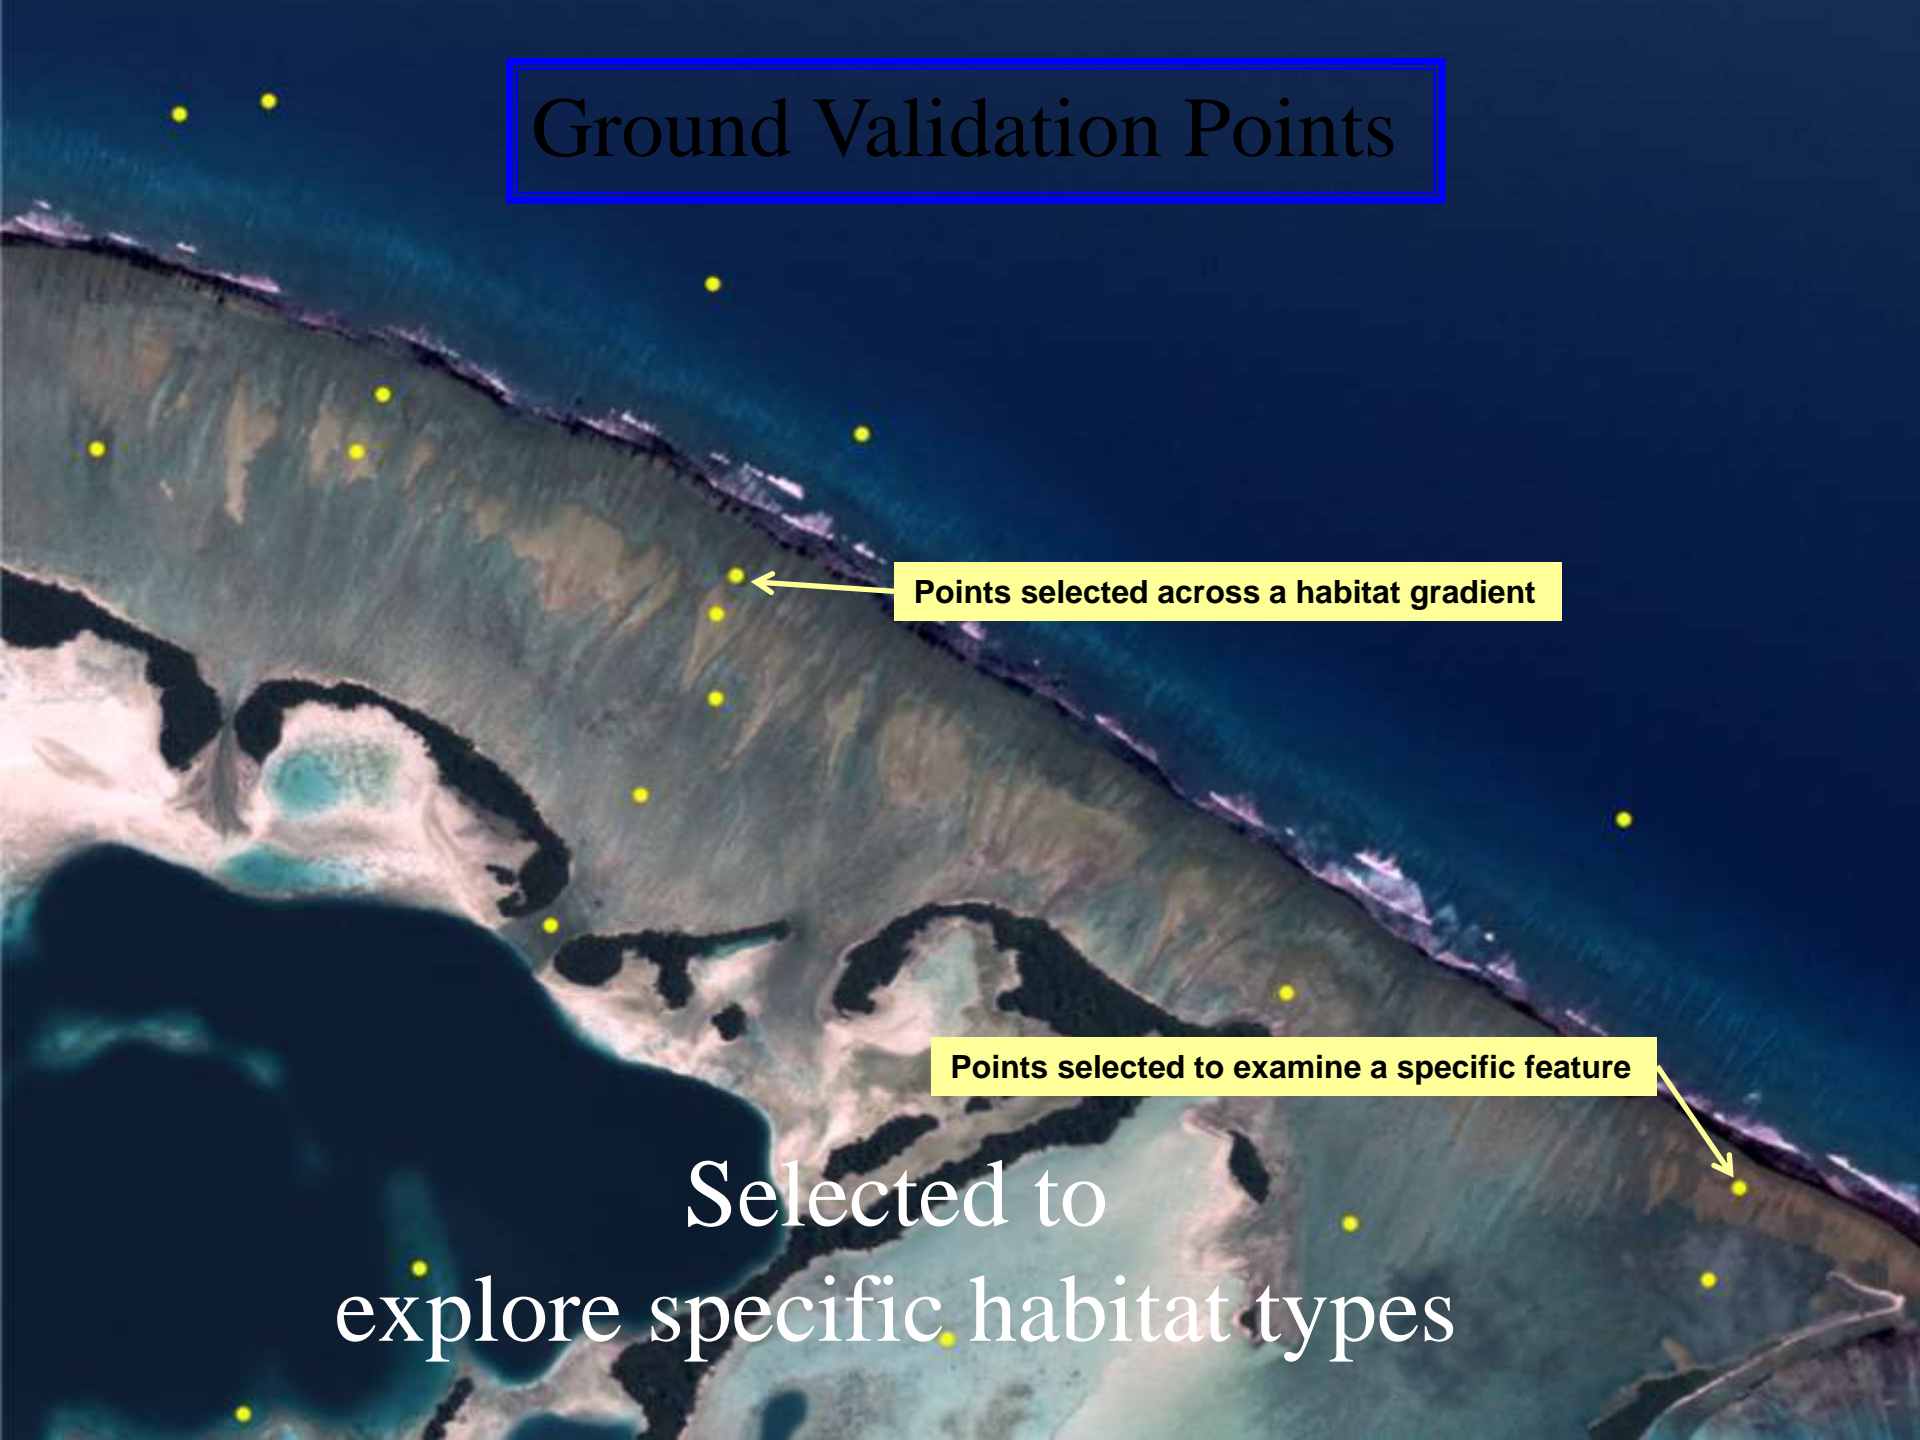 Ground Validation Points
Points selected across a habitat gradient
Points selected to examine a specific feature
Selected to
explore specific habitat types